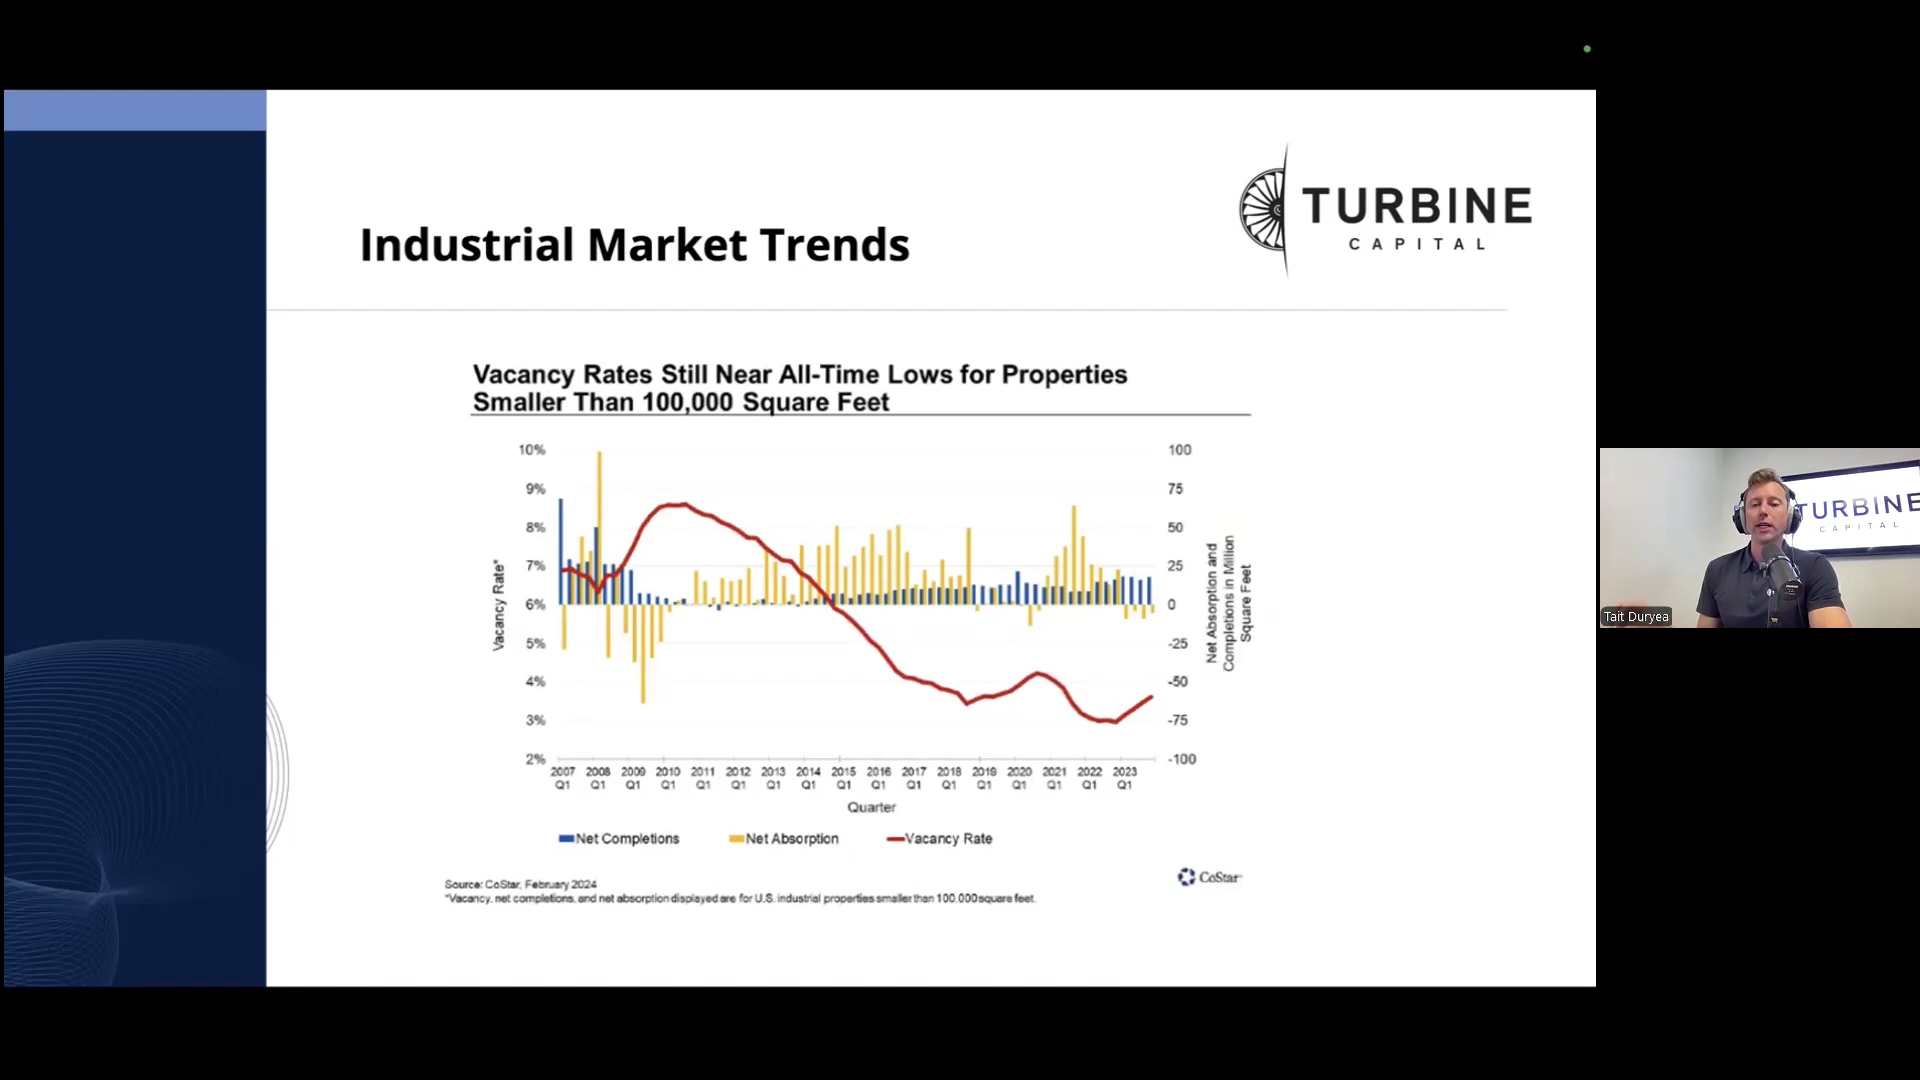 TURBINE
CAPITAL
Industrial Market Trends
Vacancy Rates Still Near All-Time Lows for Properties
Smaller Than 100,000 Square Feet
10%
9%
8%
7%
6%
5%
4%
3%
2%
Vacancy Rate*
100
75
50
25
0
-25
-50
-75
-100
Net Absorption and
Completions in Million
Square Feet
2007 2008 2009 2010 2011 2012 2013 2014 2015 2016 2017 2018 2019 2020 2021 2022 2023
Q1 Q1 Q1 Q1 Q1 Q1 Q1 Q1 Q1 Q1 Q1 Q1 Q1 Q1 Q1 Q1 Q1
Quarter
Net Completions Net Absorption Vacancy Rate
CoStar
Source: CoStar, February 2024
*Vacancy, net completions, and net absorption displayed are for U.S. industrial properties smaller than 100,000 square feet.
TURBINE
CAPITAL
Tait Duryea